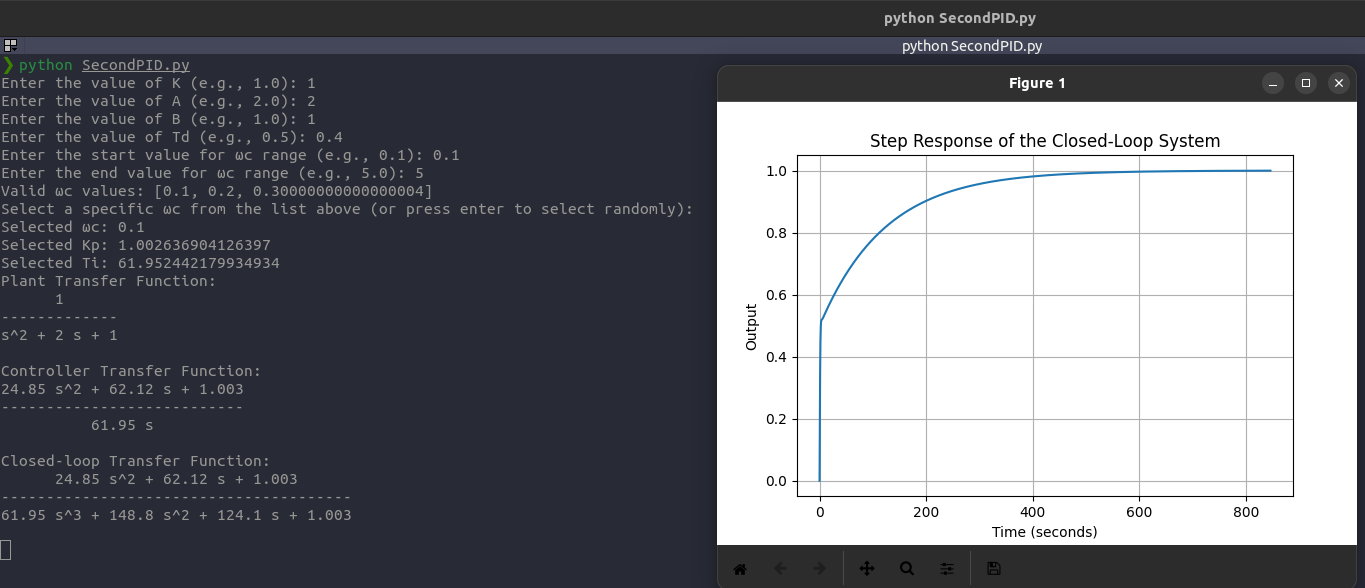 python SecondPID.py
python SecondPID.py
❯ python SecondPID.py
Enter the value of K (e.g., 1.0): 1
Enter the value of A (e.g., 2.0): 2
Enter the value of B (e.g., 1.0): 1
Enter the value of Td (e.g., 0.5): 0.4
Enter the start value for ωc range (e.g., 0.1): 0.1
Enter the end value for ωc range (e.g., 5.0): 5
Valid ωc values: [0.1, 0.2, 0.30000000000000004]
Select a specific ωc from the list above (or press enter to select randomly):
Selected ωc: 0.1
Selected Kp: 1.002636904126397
Selected Ti: 61.952442179934934
Plant Transfer Function:
      1
-------------
s^2 + 2 s + 1
Controller Transfer Function:
24.85 s^2 + 62.12 s + 1.003
---------------------------
          61.95 s
Closed-loop Transfer Function:
      24.85 s^2 + 62.12 s + 1.003
---------------------------------------
61.95 s^3 + 148.8 s^2 + 124.1 s + 1.003
Figure 1
Step Response of the Closed-Loop System
1.0
0.8
0.6
0.4
0.2
0.0
Output
0 200 400 600 800
Time (seconds)